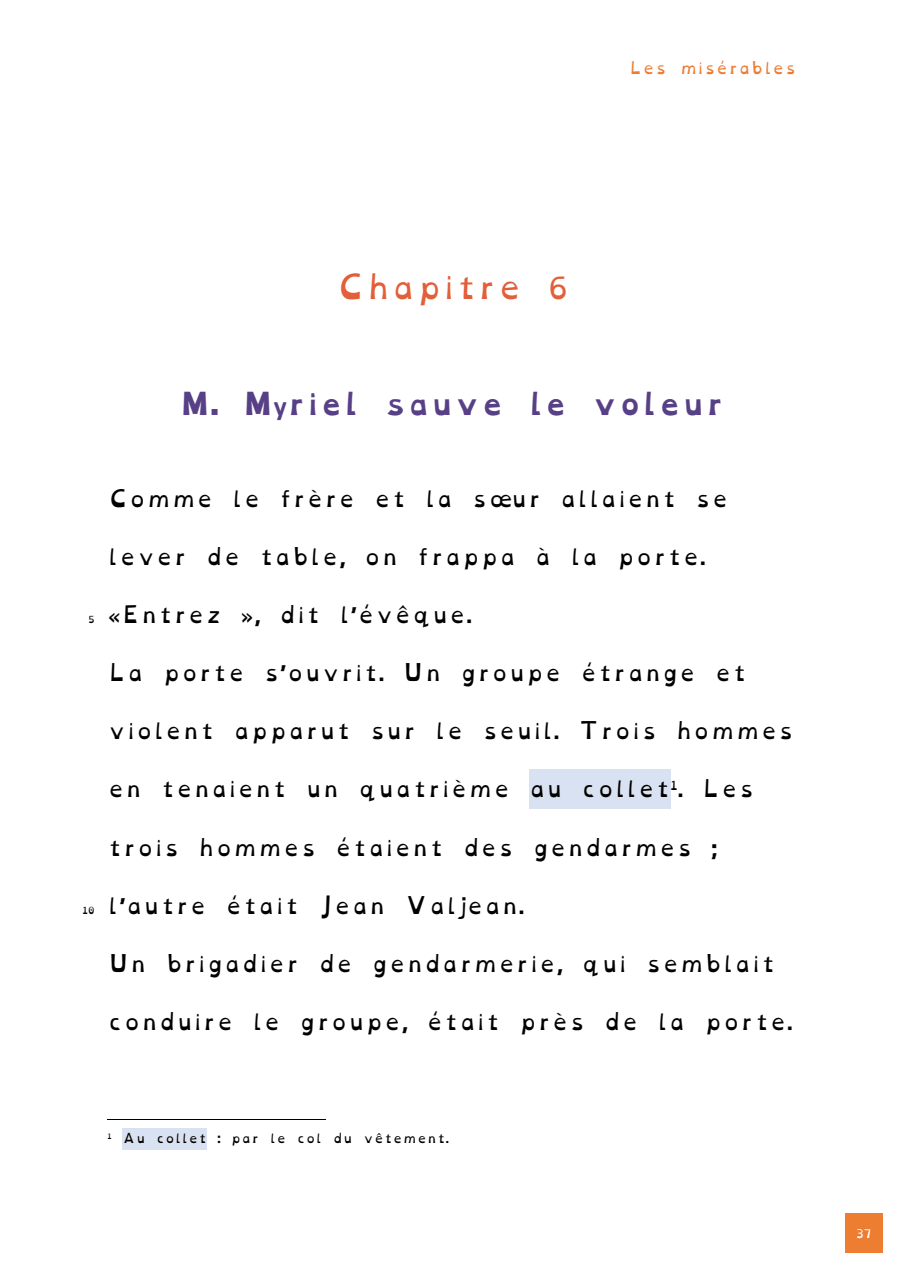 Les misérables
Chapitre 6
M. Myriel sauve le voleur
Comme le frère et la sœur allaient se
lever de table, on frappa à la porte.
5 «Entrez », dit l’évêque.
La porte s’ouvrit. Un groupe étrange et
violent apparut sur le seuil. Trois hommes
en tenaient un quatrième au collet¹. Les
trois hommes étaient des gendarmes ;
10 l’autre était Jean Valjean.
Un brigadier de gendarmerie, qui semblait
conduire le groupe, était près de la porte.
¹ Au collet : par le col du vêtement.
37